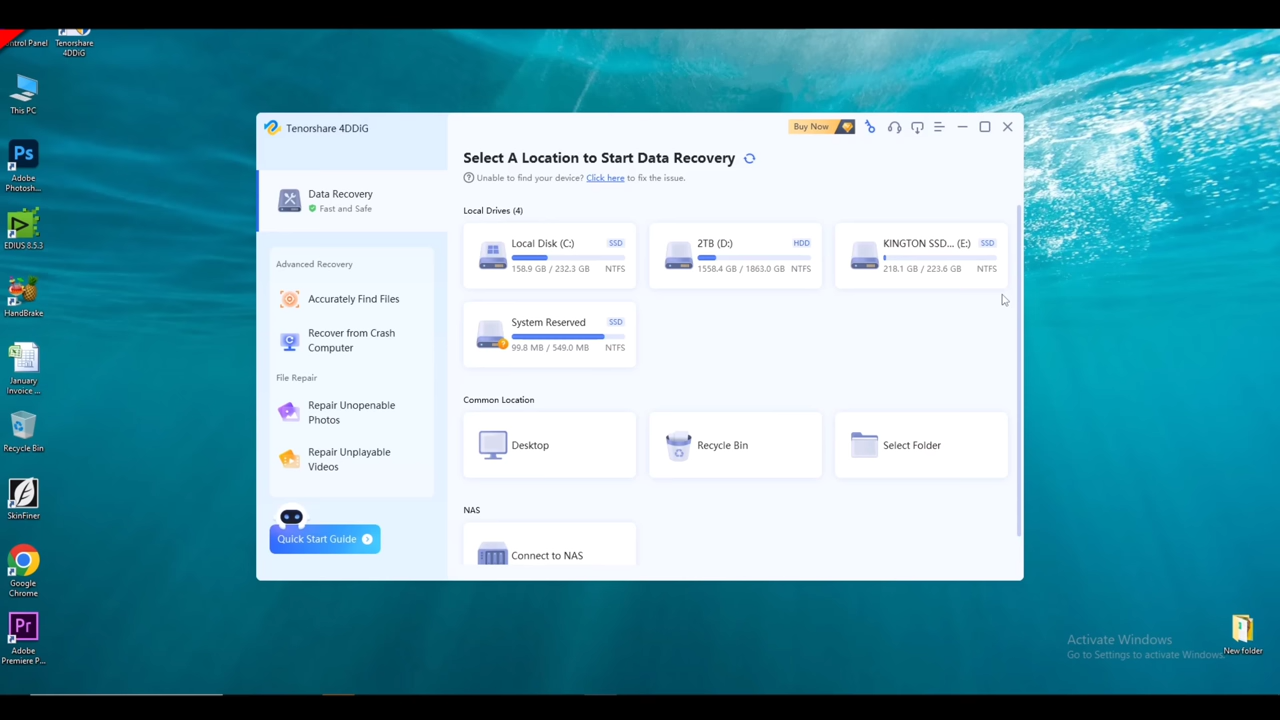 ntrol Panel
Tenorshare
4DDiG
This PC
Ps
Adobe
Photosh...
EDIUS 8.5.3
HandBrake
January
Invoice ...
Recycle Bin
SkinFiner
Google
Chrome
Pr
Adobe
Premiere P...
Tenorshare 4DDiG
Buy Now
Data Recovery
Fast and Safe
Advanced Recovery
Accurately Find Files
Recover from Crash
Computer
File Repair
Repair Unopenable
Photos
Repair Unplayable
Videos
Quick Start Guide
Select A Location to Start Data Recovery
Unable to find your device? Click here to fix the issue.
Local Drives (4)
Local Disk (C:) SSD
158.9 GB / 232.3 GB NTFS
2TB (D:) HDD
1558.4 GB / 1863.0 GB NTFS
KINGTON SSD... (E:) SSD
218.1 GB / 223.6 GB NTFS
System Reserved SSD
99.8 MB / 549.0 MB NTFS
Common Location
Desktop
Recycle Bin
Select Folder
NAS
Connect to NAS
Activate Windows
Go to Settings to activate Windows.
New folder